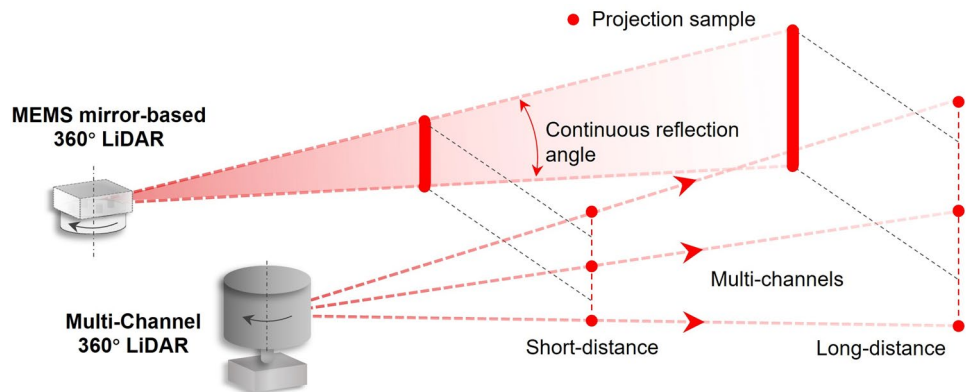 Projection sample
MEMS mirror-based
360° LiDAR
Continuous reflection
angle
Multi-channels
Multi-Channel
360° LiDAR
Short-distance
Long-distance